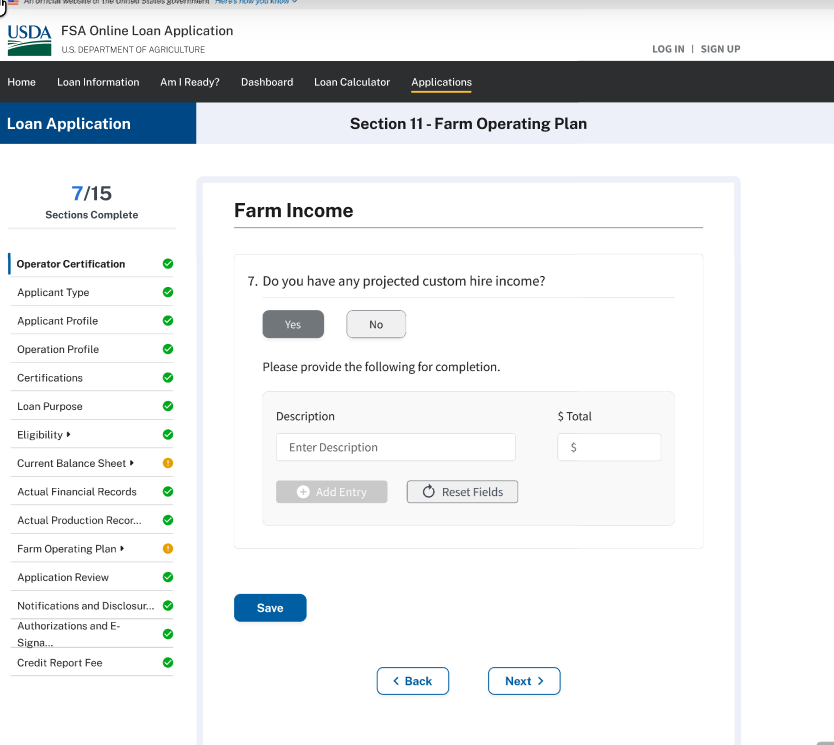 An official website of the United States government Here's how you know
USDA
FSA Online Loan Application
U.S. DEPARTMENT OF AGRICULTURE
LOG IN | SIGN UP
Home Loan Information Am I Ready? Dashboard Loan Calculator Applications
Loan Application
Section 11 - Farm Operating Plan
7/15
Sections Complete
Operator Certification
Applicant Type
Applicant Profile
Operation Profile
Certifications
Loan Purpose
Eligibility
Current Balance Sheet
Actual Financial Records
Actual Production Recor...
Farm Operating Plan
Application Review
Notifications and Disclosur...
Authorizations and E-
Signa...
Credit Report Fee
Farm Income
7. Do you have any projected custom hire income?
Yes No
Please provide the following for completion.
Description $ Total
Enter Description $
Add Entry Reset Fields
Save
Back Next